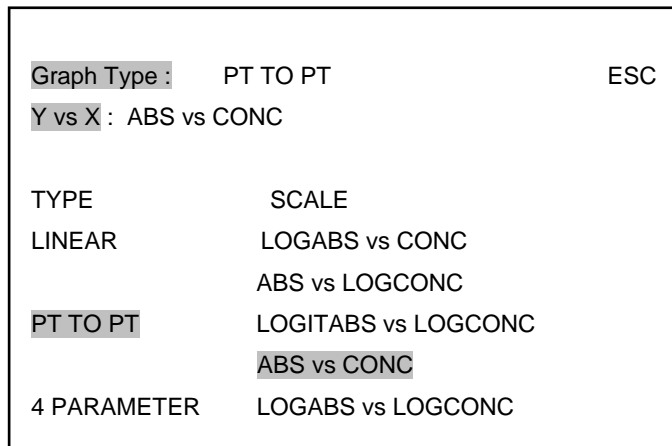 Graph Type : PT TO PT ESC
Y vs X : ABS vs CONC
TYPE SCALE
LINEAR LOGABS vs CONC
ABS vs LOGCONC
PT TO PT LOGITABS vs LOGCONC
ABS vs CONC
4 PARAMETER LOGABS vs LOGCONC